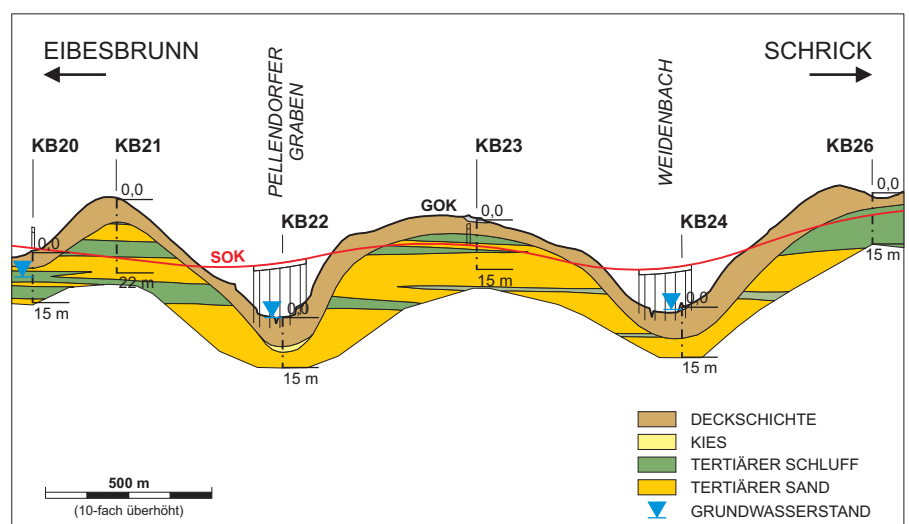 EIBESBRUNN
SCHRICK
PELLENDORFER
GRABEN
WEIDENBACH
KB20
KB21
KB23
KB26
0,0
0,0
GOK
0,0
KB22
KB24
0,0
SOK
22 m
15 m
15 m
15 m
0,0
0,0
15 m
15 m
DECKSCHICHTE
KIES
TERTIÄRER SCHLUFF
TERTIÄRER SAND
GRUNDWASSERSTAND
500 m
(10-fach überhöht)